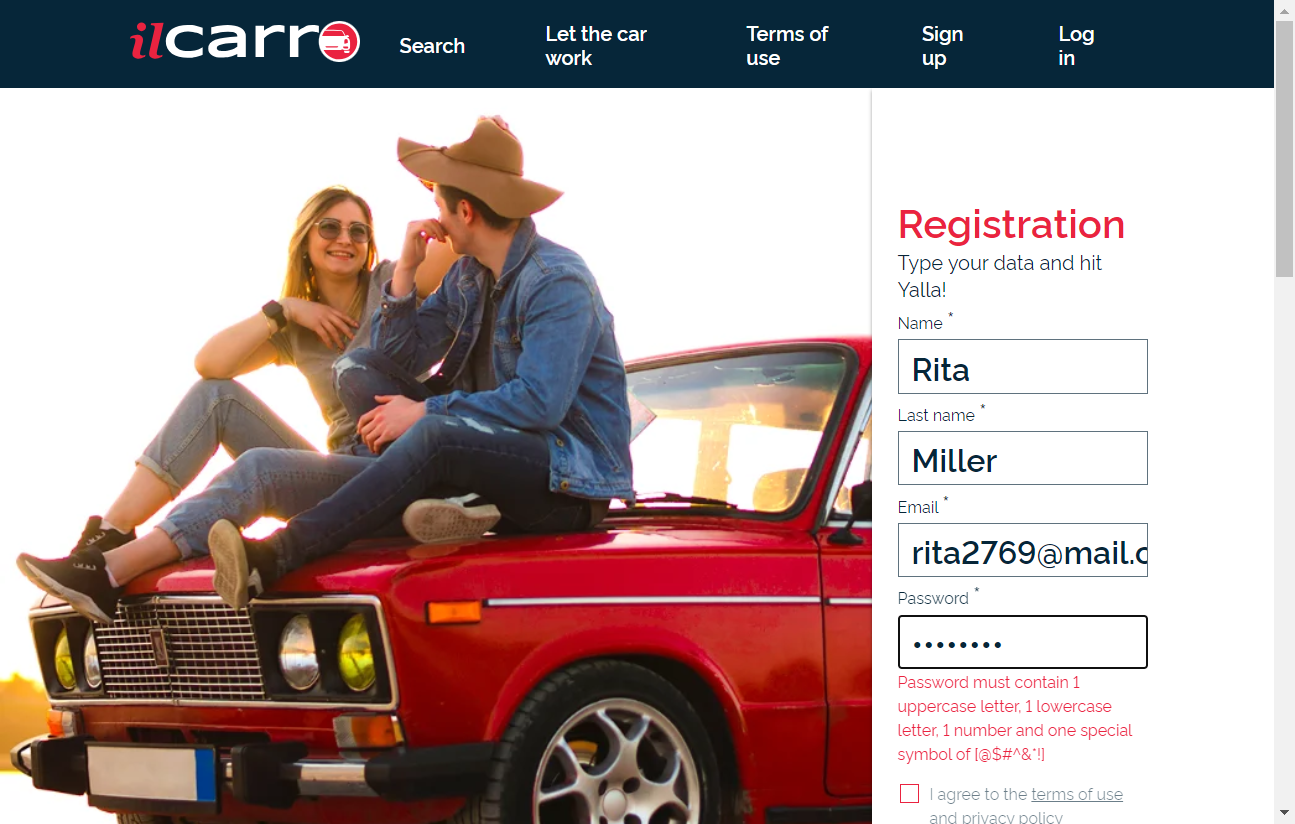 ilcarro
Search
Let the car
work
Terms of
use
Sign
up
Log
in
Registration
Type your data and hit
Yalla!
Name *
Rita
Last name *
Miller
Email *
rita2769@mail.c
Password *
••••••••
Password must contain 1
uppercase letter, 1 lowercase
letter, 1 number and one special
symbol of [@$#^&*!]
I agree to the terms of use
and privacy policy